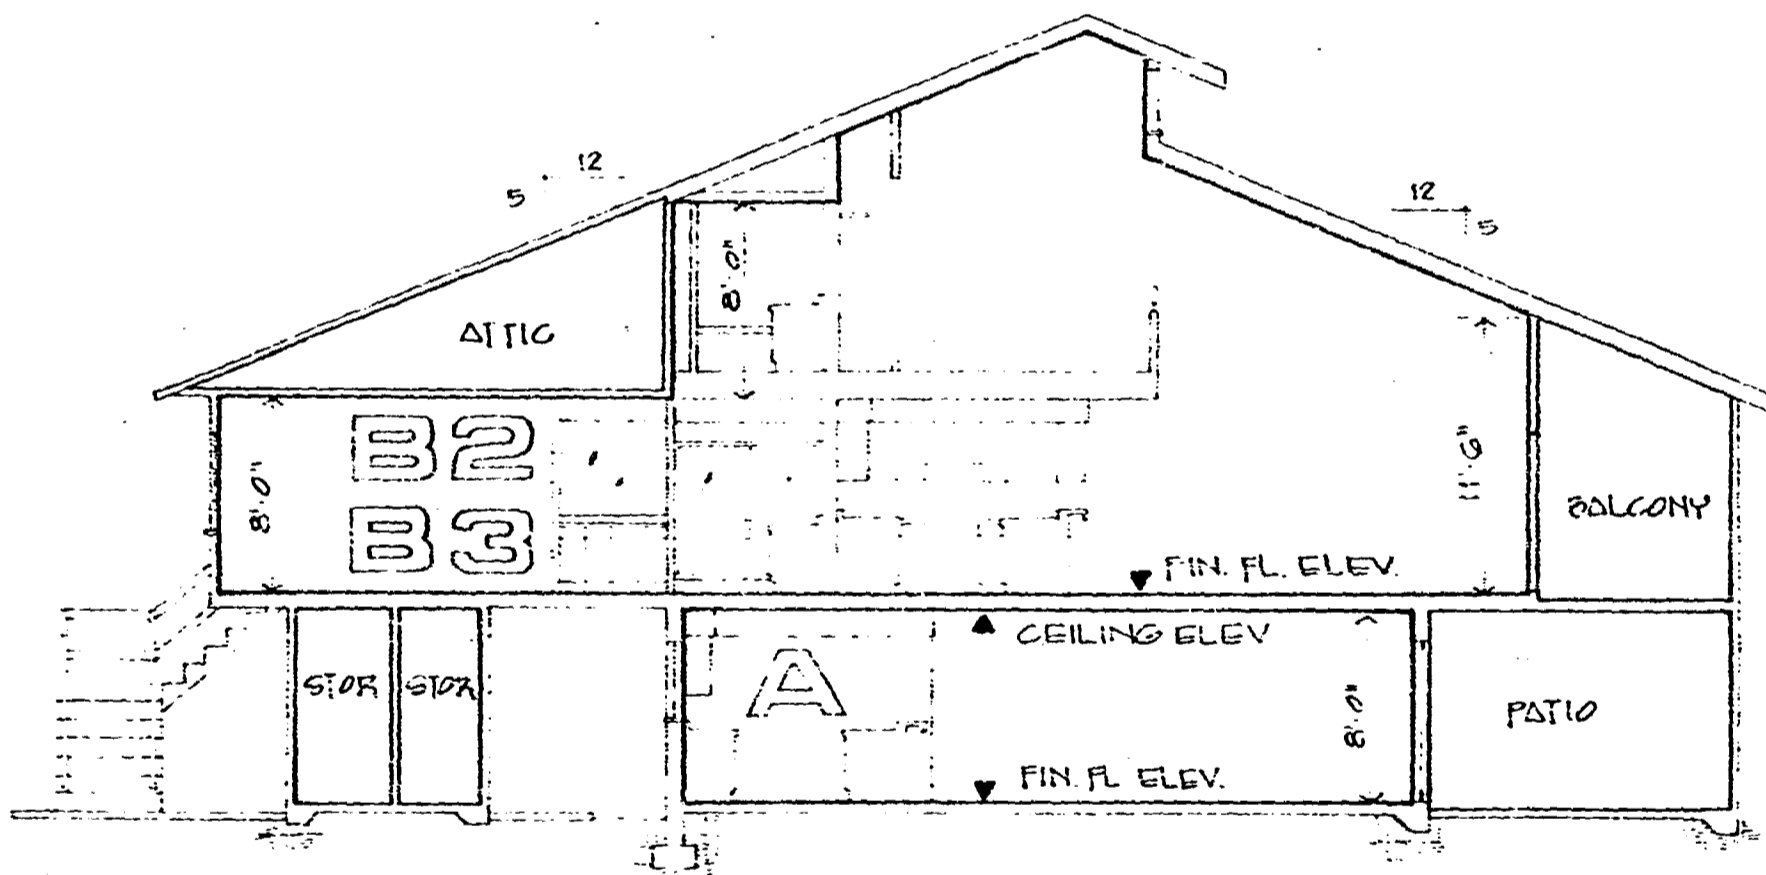 12
5
12
5
8'-0"
ATTIC
B2
B3
8'-0"
11'-6"
BALCONY
FIN. FL. ELEV.
CEILING ELEV
STOR STOR
A
8'-0"
PATIO
FIN. FL ELEV.